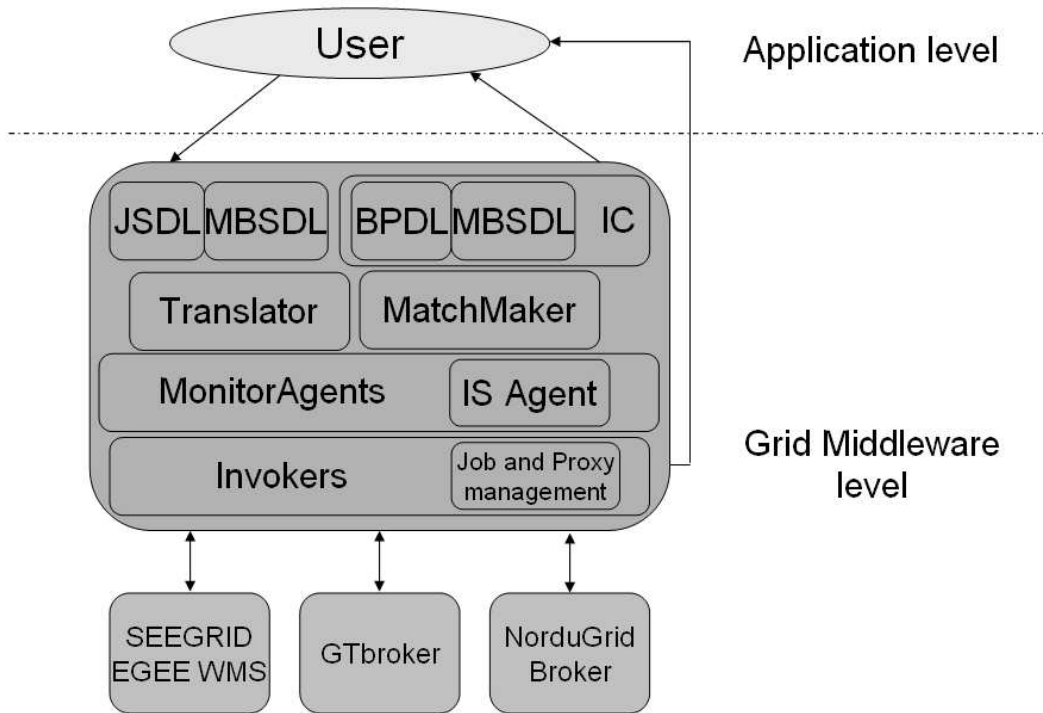 User
Application level
JSDL
MBSDL
BPDL
MBSDL
IC
Translator
MatchMaker
MonitorAgents
IS Agent
Grid Middleware
level
Invokers
Job and Proxy
management
SEEGRID
EGEE WMS
GTbroker
NorduGrid
Broker